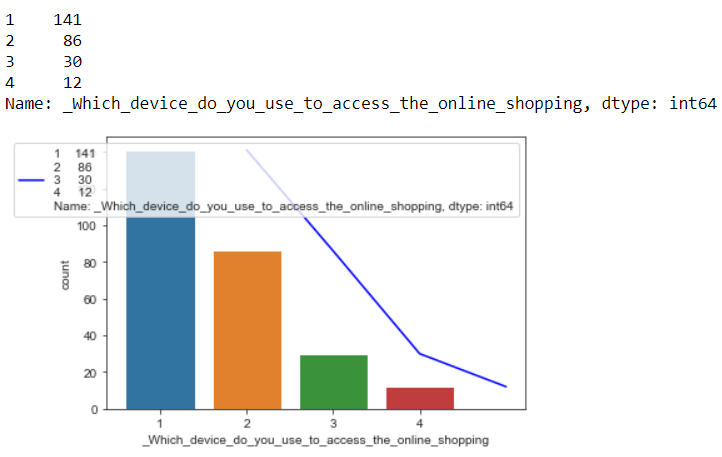 1 141
2 86
3 30
4 12
Name: _Which_device_do_you_use_to_access_the_online_shopping, dtype: int64
1 141
2 86
3 30
4 12
Name: _Which_device_do_you_use_to_access_the_online_shopping, dtype: int64
100
80
60
40
20
0
count
1 2 3 4
_Which_device_do_you_use_to_access_the_online_shopping